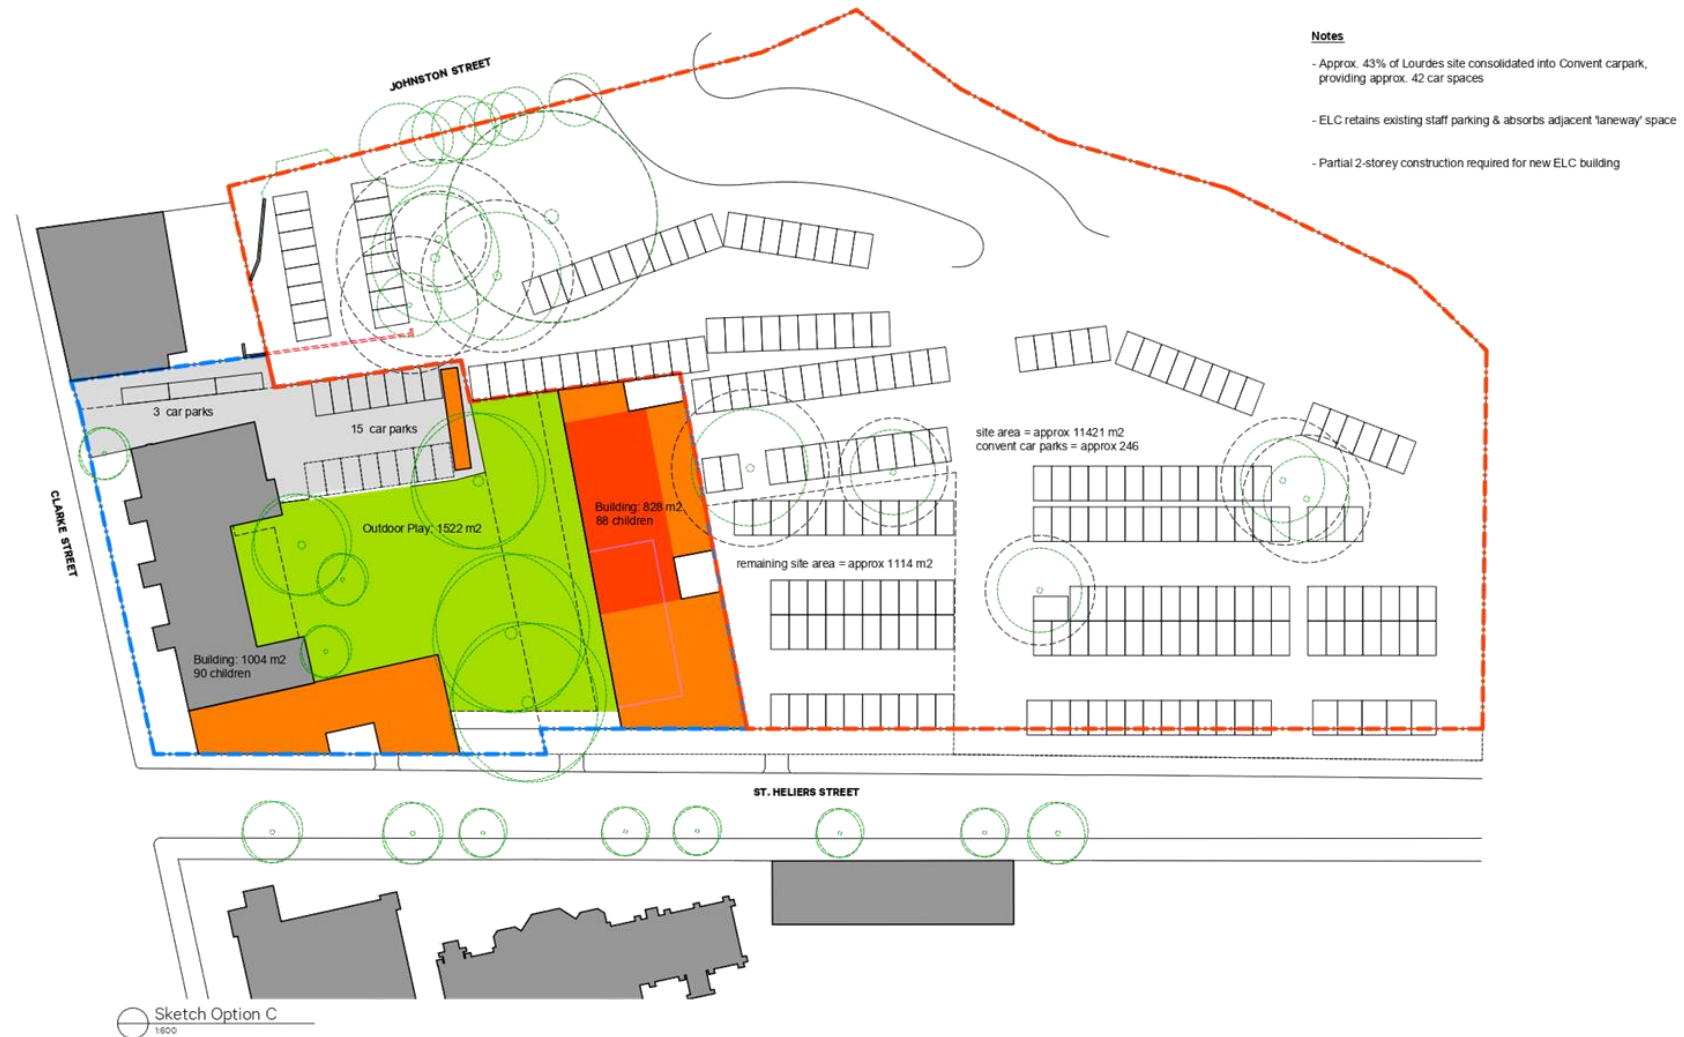 JOHNSTON STREET
Notes
- Approx. 43% of Lourdes site consolidated into Convent carpark,
providing approx. 42 car spaces
- ELC retains existing staff parking & absorbs adjacent 'laneway' space
- Partial 2-storey construction required for new ELC building
3 car parks
15 car parks
site area = approx 11421 m2
convent car parks = approx 246
CLARKE STREET
Outdoor Play: 1522 m2
Building: 828 m2
88 children
remaining site area = approx 1114 m2
Building: 1004 m2
90 children
ST. HELIERS STREET
Sketch Option C
1:600